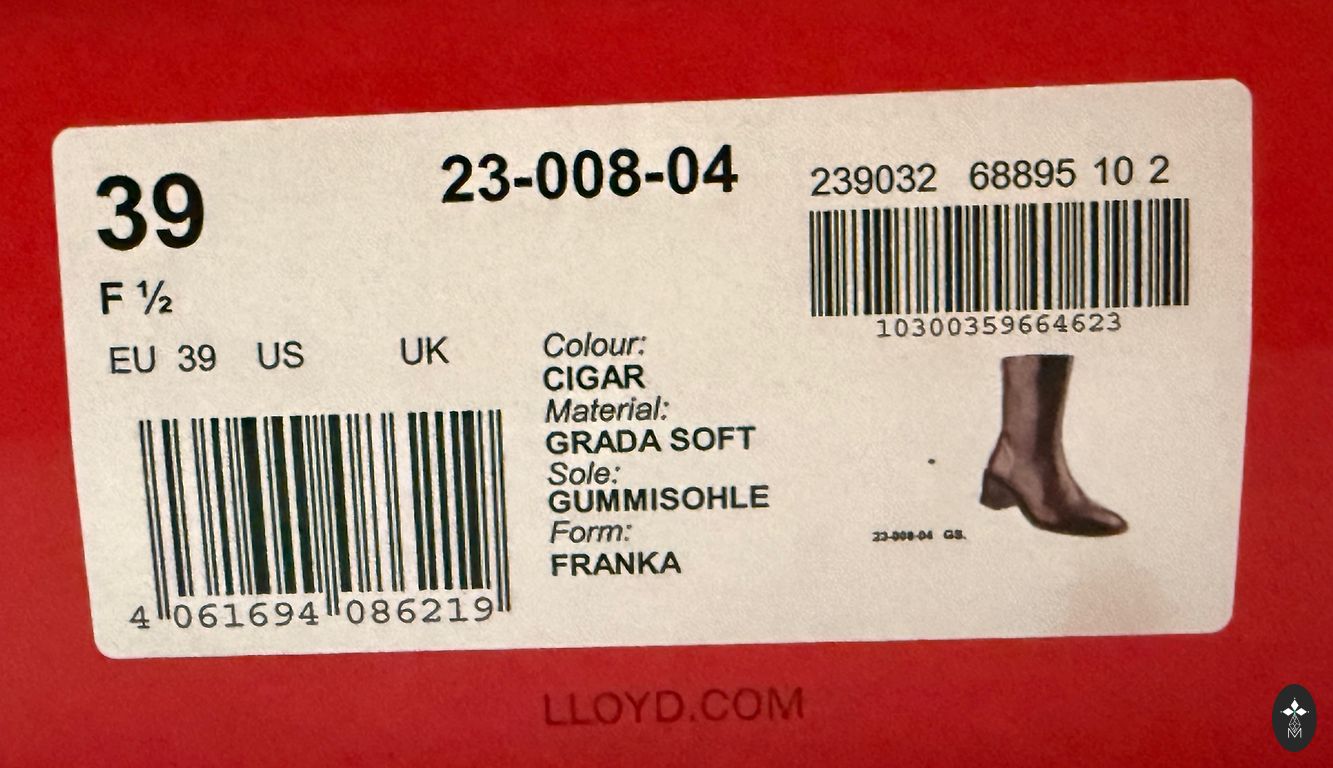 39
23-008-04
239032 68895 10 2
F ½
10300359664623
EU 39 US UK
Colour:
CIGAR
Material:
GRADA SOFT
Sole:
GUMMISOHLE
Form:
FRANKA
23-008-04 GS.
4 061694 086219
LLOYD.COM
M